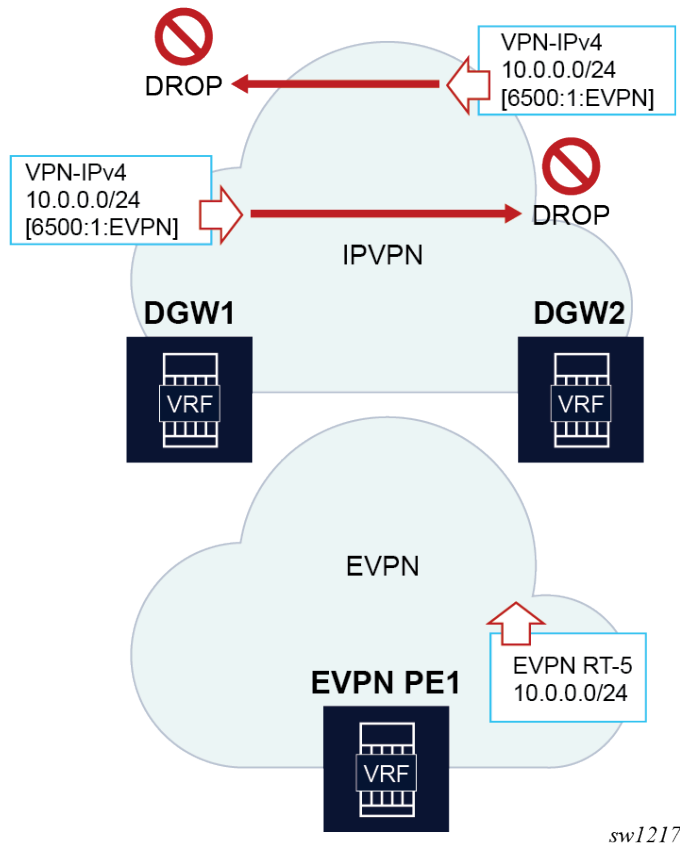 DROP
VPN-IPv4
10.0.0.0/24
[6500:1:EVPN]
VPN-IPv4
10.0.0.0/24
[6500:1:EVPN]
DROP
IPVPN
DGW1
DGW2
VRF
VRF
EVPN
EVPN RT-5
10.0.0.0/24
EVPN PE1
VRF
sw1217